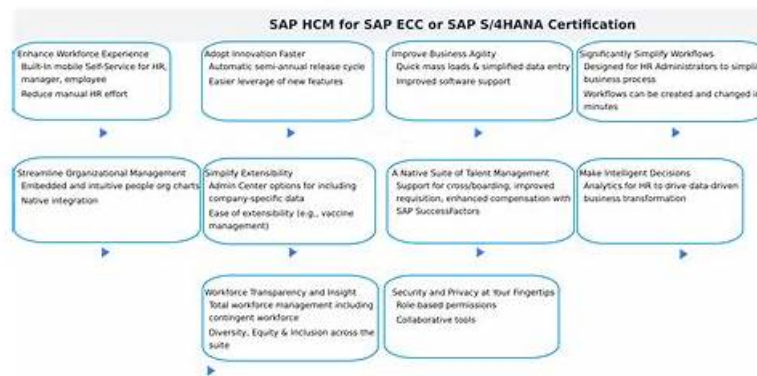 SAP HCM for SAP ECC or SAP S/4HANA Certification
Enhance Workforce Experience
Built-In mobile Self-Service for HR,
manager, employee
Reduce manual HR effort
Adopt Innovation Faster
Automatic semi-annual release cycle
Easier leverage of new features
Improve Business Agility
Quick mass loads & simplified data entry
Improved software support
Significantly Simplify Workflows
Designed for HR Administrators to simpli
business process
Workflows can be created and changed i
minutes
Streamline Organizational Management
Embedded and intuitive people org charts
Native integration
Simplify Extensibility
Admin Center options for including
company-specific data
Ease of extensibility (e.g., vaccine
management)
A Native Suite of Talent Management
Support for cross/boarding, improved
requisition, enhanced compensation with
SAP SuccessFactors
Make Intelligent Decisions
Analytics for HR to drive data-driven
business transformation
Workforce Transparency and Insight
Total workforce management including
contingent workforce
Diversity, Equity & Inclusion across the
suite
Security and Privacy at Your Fingertips
Role-based permissions
Collaborative tools